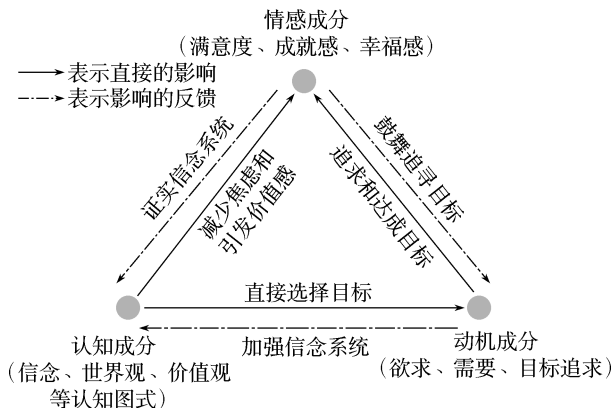 情感成分
（满意度、成就感、幸福感）
表示直接的影响
表示影响的反馈
证实信念系统
减少焦虑和
引发价值感
鼓舞追寻目标
追求和达成目标
直接选择目标
加强信念系统
认知成分
（信念、世界观、价值观
等认知图式）
动机成分
（欲求、需要、目标追求）